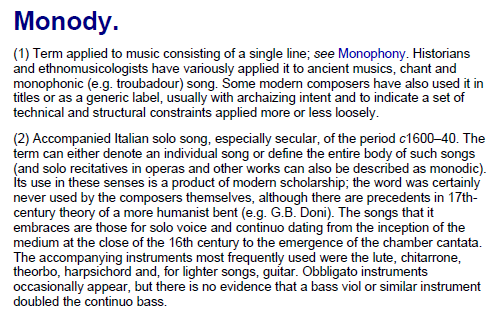 Monody.
(1) Term applied to music consisting of a single line; see Monophony. Historians
and ethnomusicologists have variously applied it to ancient musics, chant and
monophonic (e.g. troubadour) song. Some modern composers have also used it in
titles or as a generic label, usually with archaizing intent and to indicate a set of
technical and structural constraints applied more or less loosely.
(2) Accompanied Italian solo song, especially secular, of the period c1600–40. The
term can either denote an individual song or define the entire body of such songs
(and solo recitatives in operas and other works can also be described as monodic).
Its use in these senses is a product of modern scholarship; the word was certainly
never used by the composers themselves, although there are precedents in 17th-
century theory of a more humanist bent (e.g. G.B. Doni). The songs that it
embraces are those for solo voice and continuo dating from the inception of the
medium at the close of the 16th century to the emergence of the chamber cantata.
The accompanying instruments most frequently used were the lute, chitarrone,
theorbo, harpsichord and, for lighter songs, guitar. Obbligato instruments
occasionally appear, but there is no evidence that a bass viol or similar instrument
doubled the continuo bass.